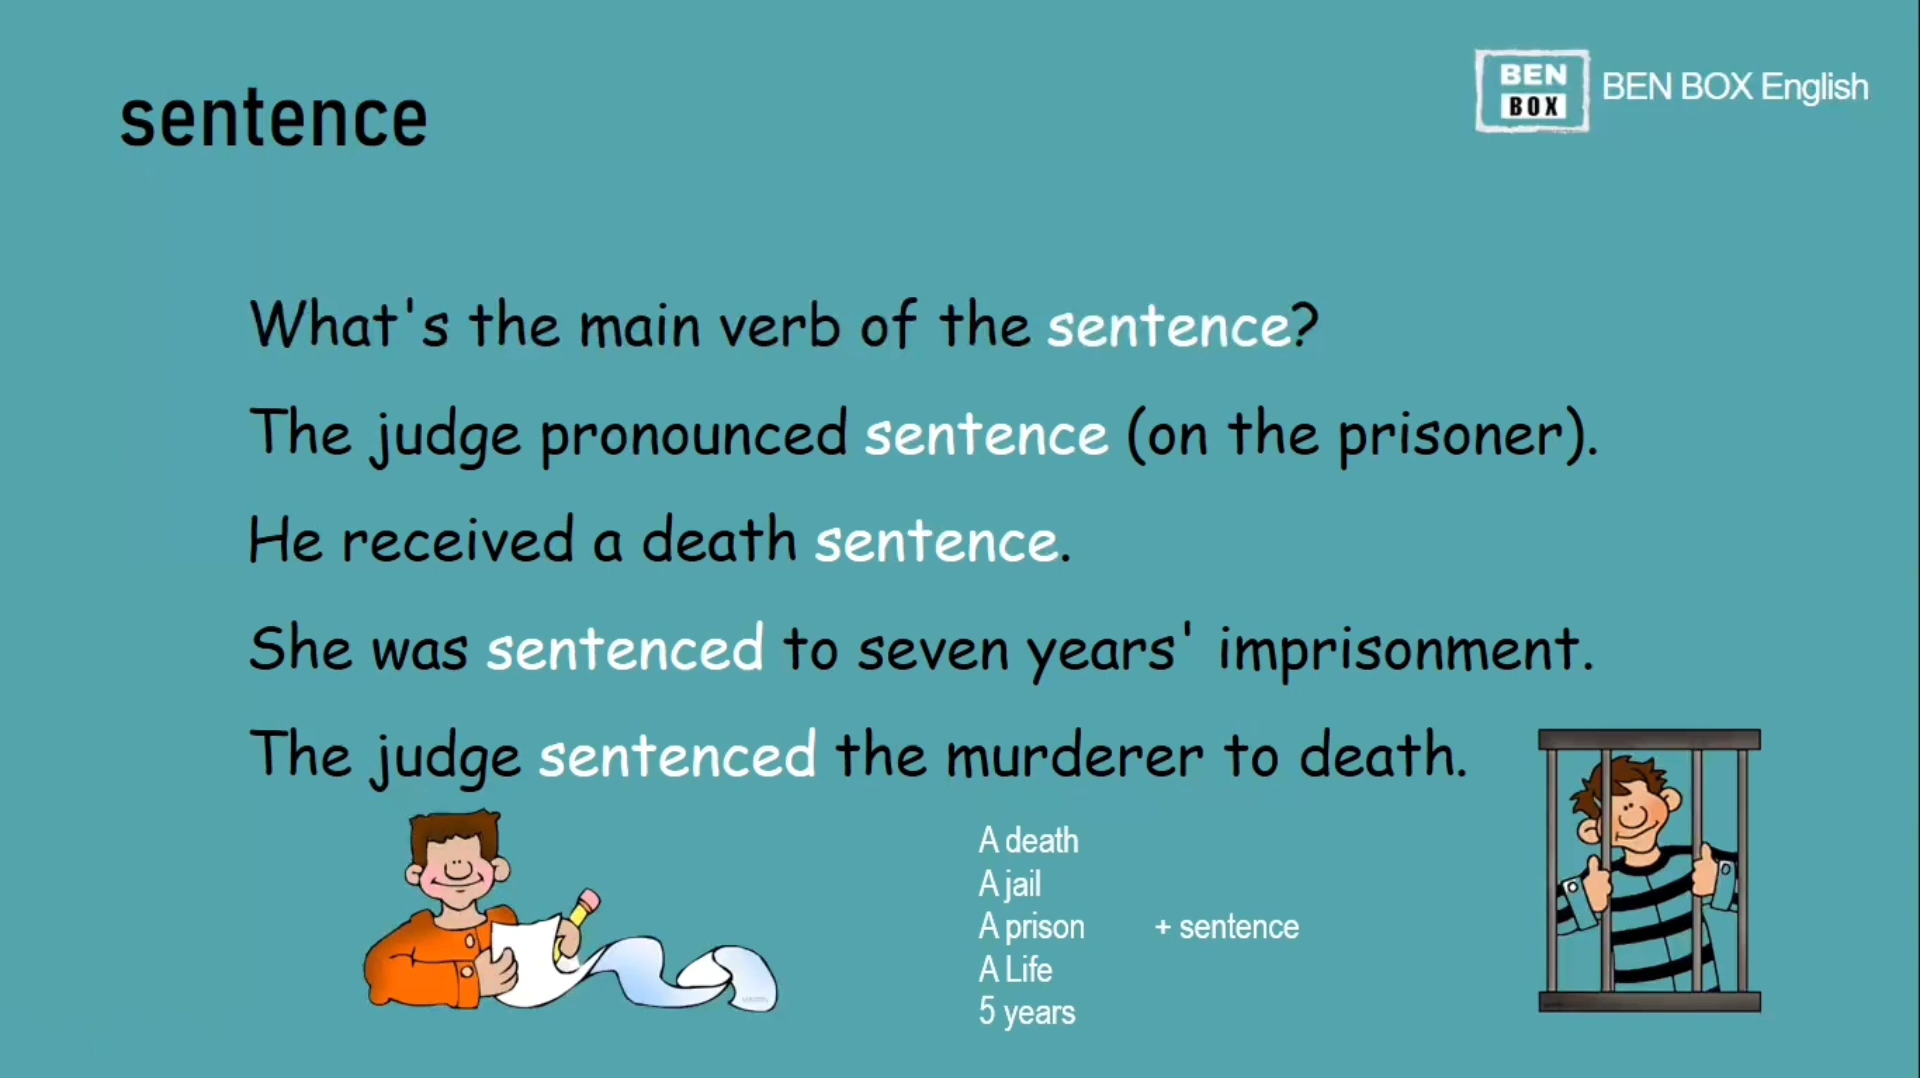 sentence
BEN
BOX
BEN BOX English
What's the main verb of the sentence?
The judge pronounced sentence (on the prisoner).
He received a death sentence.
She was sentenced to seven years' imprisonment.
The judge sentenced the murderer to death.
A death
A jail
A prison + sentence
A Life
5 years